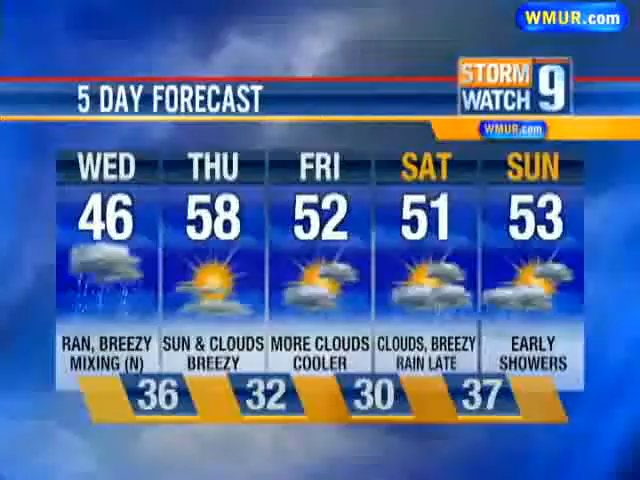 WMUR.com
5 DAY FORECAST
STORM
WATCH 9
WMUR.com
WED THU FRI SAT SUN
46 58 52 51 53
RAN, BREEZY SUN & CLOUDS MORE CLOUDS CLOUDS, BREEZY EARLY
MIXING (N) BREEZY COOLER RAIN LATE SHOWERS
36 32 30 37